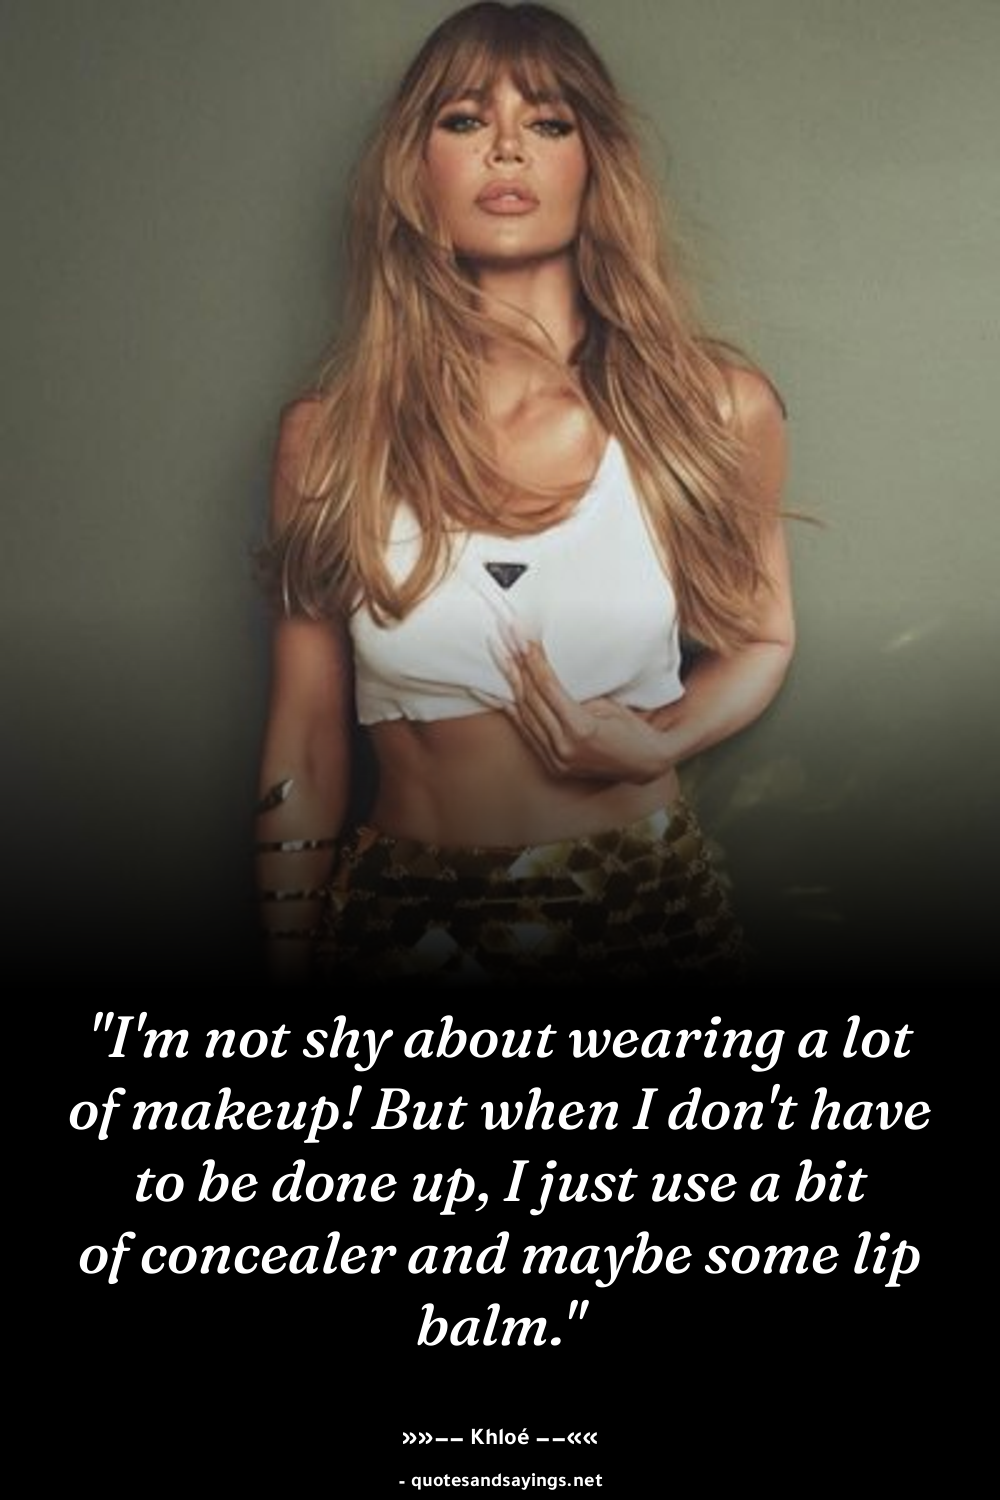 "I'm not shy about wearing a lot
of makeup! But when I don't have
to be done up, I just use a bit
of concealer and maybe some lip
balm."
»»—— Khloé ——««
- quotesandsayings.net